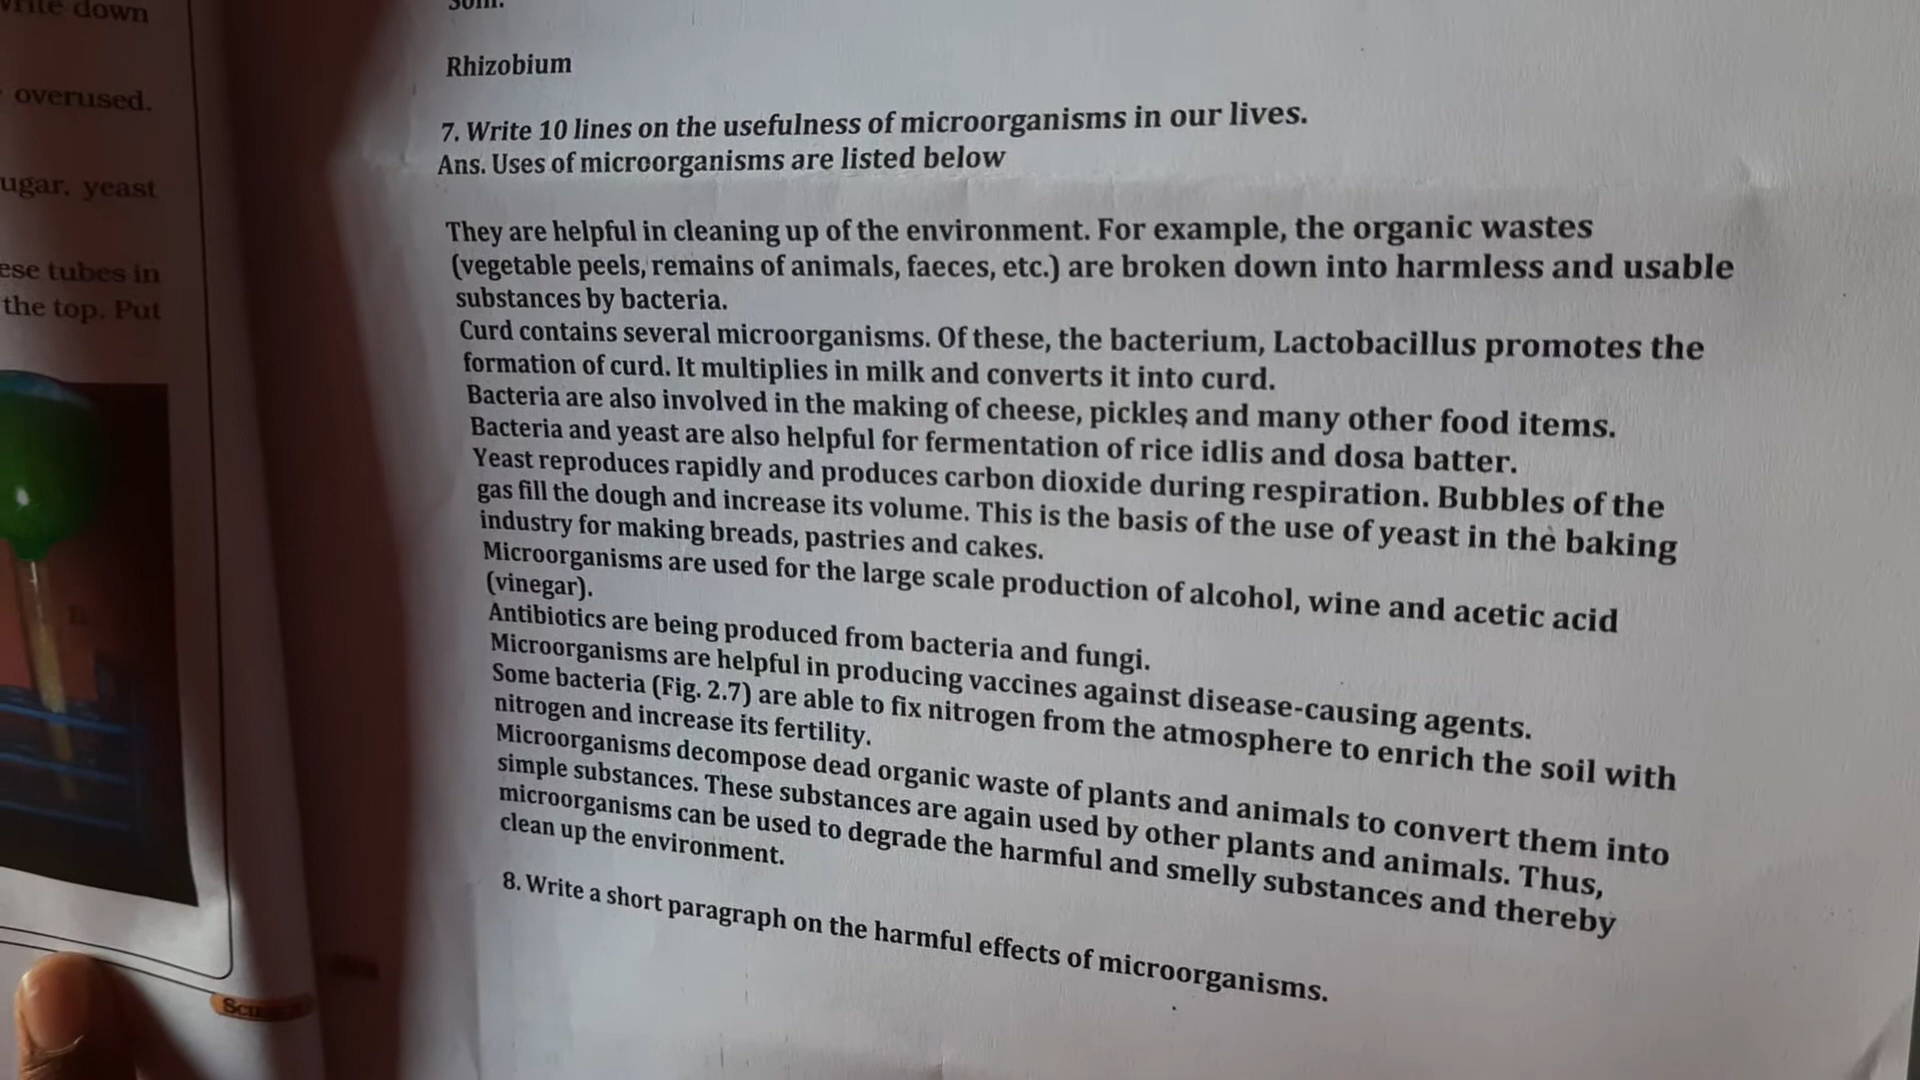 write down
overused.
ugar, yeast
ese tubes in
the top. Put
Soln.
Rhizobium
7. Write 10 lines on the usefulness of microorganisms in our lives.
Ans. Uses of microorganisms are listed below
They are helpful in cleaning up of the environment. For example, the organic wastes
(vegetable peels, remains of animals, faeces, etc.) are broken down into harmless and usable
substances by bacteria.
Curd contains several microorganisms. Of these, the bacterium, Lactobacillus promotes the
formation of curd. It multiplies in milk and converts it into curd.
Bacteria are also involved in the making of cheese, pickles and many other food items.
Bacteria and yeast are also helpful for fermentation of rice idlis and dosa batter.
Yeast reproduces rapidly and produces carbon dioxide during respiration. Bubbles of the
gas fill the dough and increase its volume. This is the basis of the use of yeast in the baking
industry for making breads, pastries and cakes.
Microorganisms are used for the large scale production of alcohol, wine and acetic acid
(vinegar).
Antibiotics are being produced from bacteria and fungi.
Microorganisms are helpful in producing vaccines against disease-causing agents.
Some bacteria (Fig. 2.7) are able to fix nitrogen from the atmosphere to enrich the soil with
nitrogen and increase its fertility.
Microorganisms decompose dead organic waste of plants and animals to convert them into
simple substances. These substances are again used by other plants and animals. Thus,
microorganisms can be used to degrade the harmful and smelly substances and thereby
clean up the environment.
8. Write a short paragraph on the harmful effects of microorganisms.